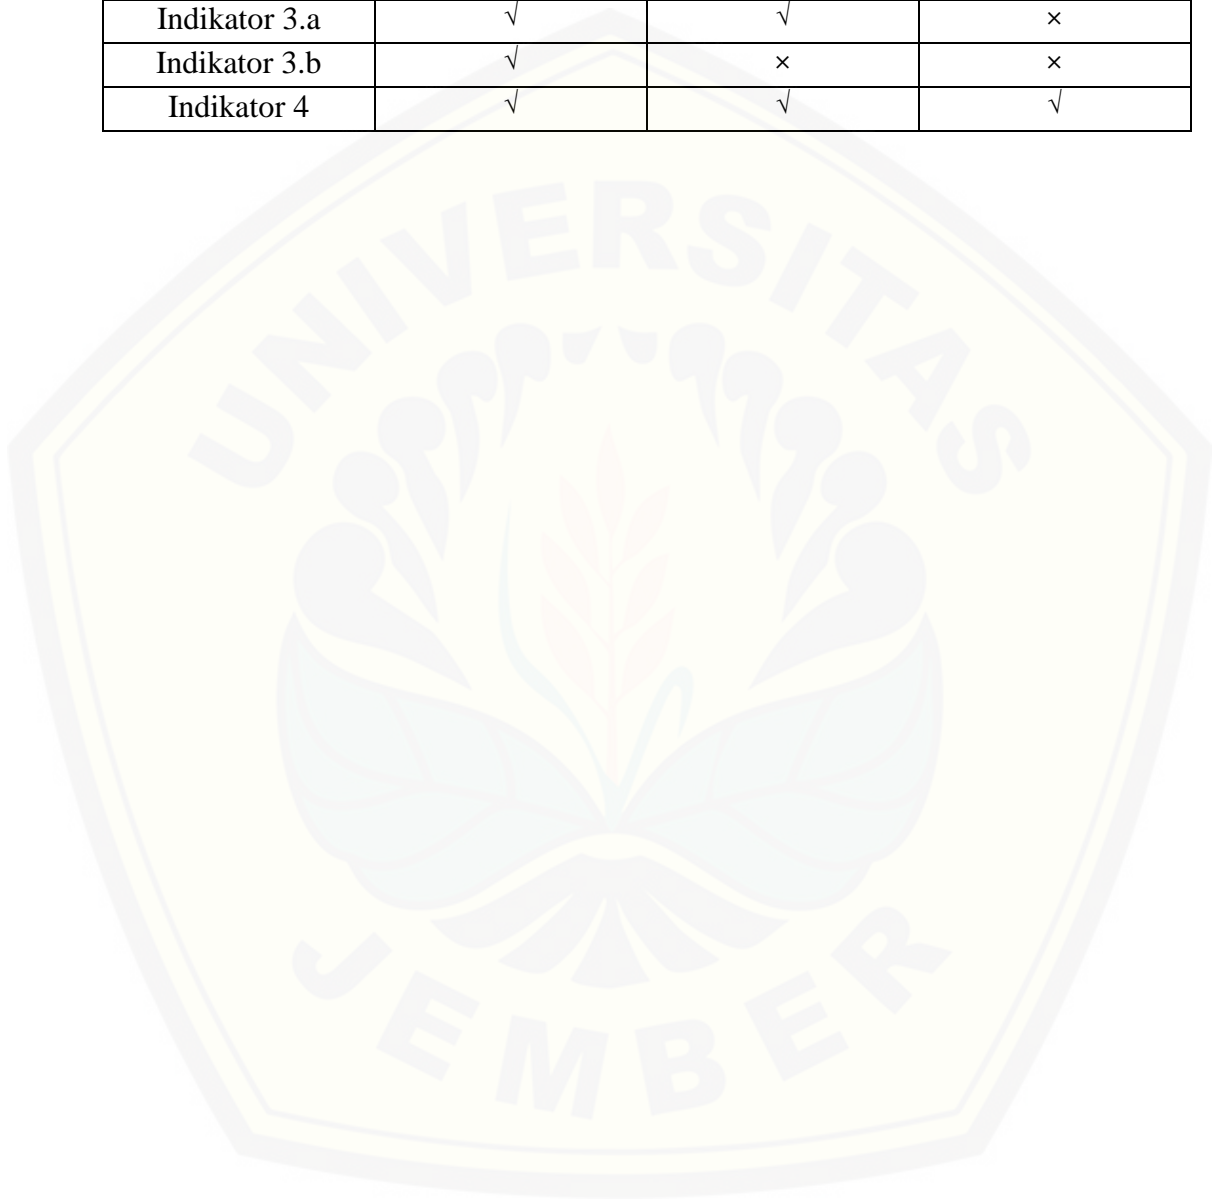 Indikator 3.a √ √ ×
Indikator 3.b √ × ×
Indikator 4 √ √ √
UNIVERSITAS
JEMBER